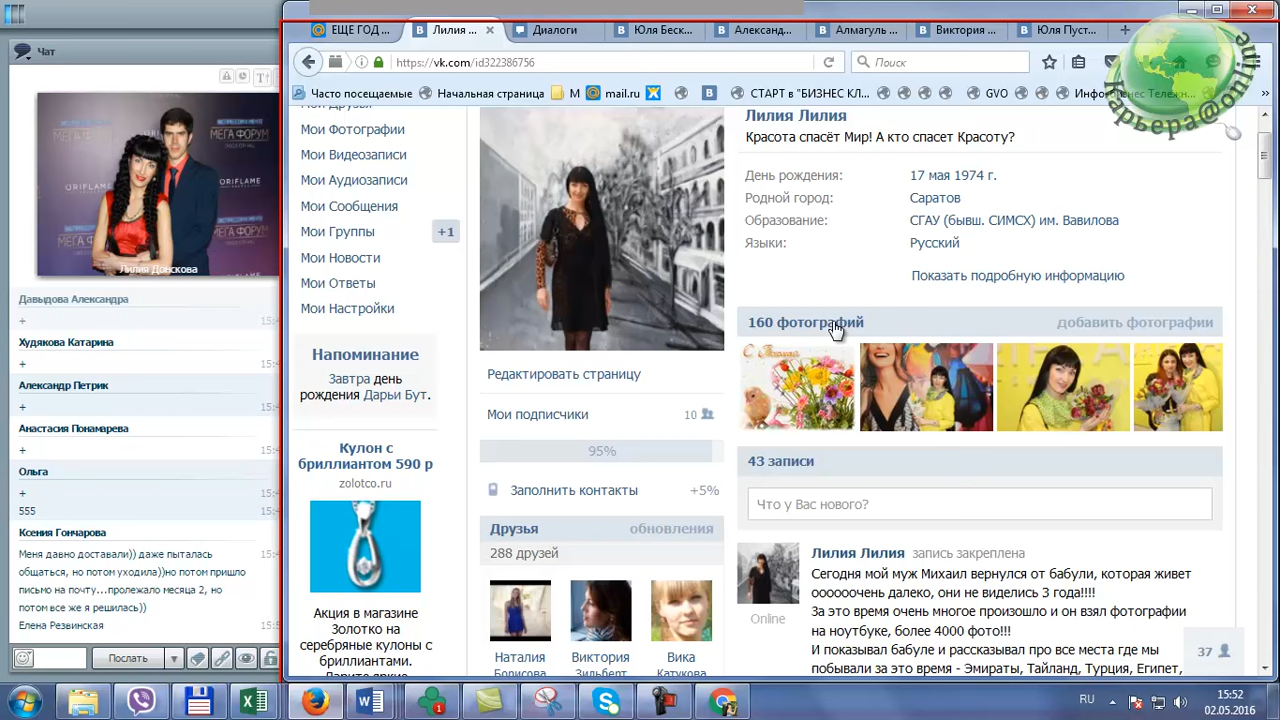 Чат
МЕГА ФОРУМ
ORIFLAME
МЕГА
Лилия Донскова
Давыдова Александра
+
Худякова Катарина
+
Александр Петрик
+
Анастасия Понамарева
+
Ольга
+
555
Ксения Гончарова
Меня давно доставали)) даже пыталась
общаться, но потом уходила))но потом пришло
письмо на почту...пролежало месяца 2, но
потом все же я решилась))
Елена Резвинская
Послать
ЕЩЕ ГОД ...
Лилия ...
Диалоги
Юля Беск...
Александ...
Алмагуль ...
Виктория ...
Юля Пуст...
https://vk.com/id322386756
Поиск
Часто посещаемые
Начальная страница
M
mail.ru
СТАРТ в "БИЗНЕС КЛ...
GVO
Инфобизнес Тележк...
карьера@online
Мои Друзья
Мои Фотографии
Мои Видеозаписи
Мои Аудиозаписи
Мои Сообщения
Мои Группы +1
Мои Новости
Мои Ответы
Мои Настройки
Напоминание
Завтра день
рождения Дарьи Бут.
Кулон с
бриллиантом 590 р
zolotco.ru
Акция в магазине
Золотко на
серебряные кулоны с
бриллиантами.
Редактировать страницу
Мои подписчики 10
95%
Заполнить контакты +5%
Друзья обновления
288 друзей
Наталия
Борисова
Виктория
Зильберт
Вика
Катукова
Лилия Лилия
Красота спасёт Мир! А кто спасет Красоту?
День рождения: 17 мая 1974 г.
Родной город: Саратов
Образование: СГАУ (бывш. СИМСХ) им. Вавилова
Языки: Русский
Показать подробную информацию
160 фотографий добавить фотографии
43 записи
Что у Вас нового?
Лилия Лилия запись закреплена
Online
Сегодня мой муж Михаил вернулся от бабули, которая живет
оооооочень далеко, они не виделись 3 года!!!!
За это время очень многое произошло и он взял фотографии
на ноутбуке, более 4000 фото!!!
И показывал бабуле и рассказывал про все места где мы
побывали за это время - Эмираты, Тайланд, Турция, Египет,
37
RU
15:52
02.05.2016